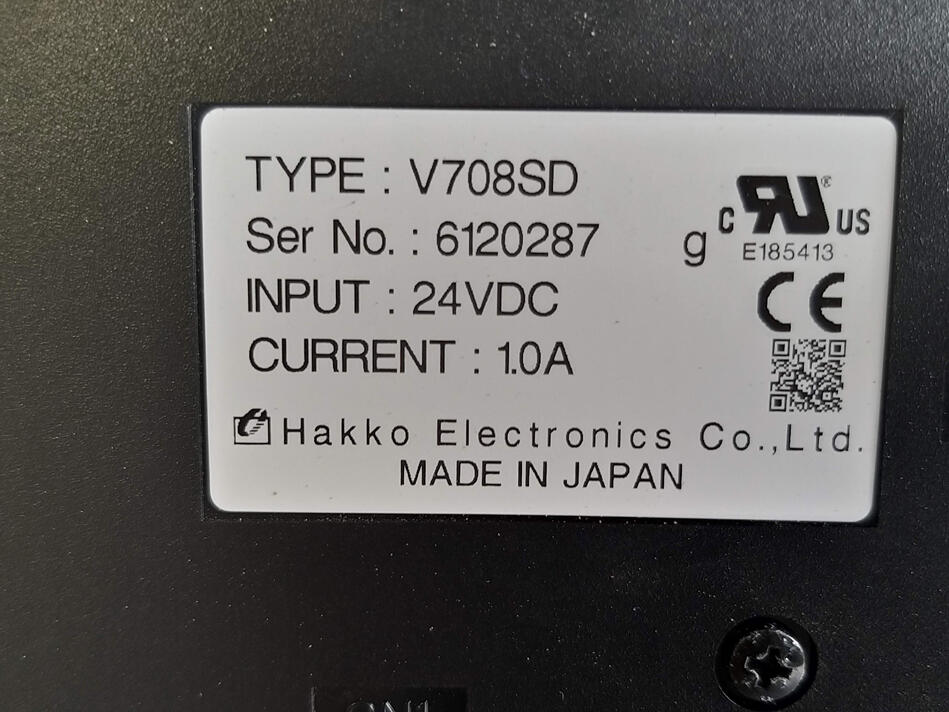 TYPE : V708SD
Ser No. : 6120287
g
c RU ® US
E185413
INPUT : 24VDC
CE
CURRENT : 1.0A
Hakko Electronics Co.,Ltd.
MADE IN JAPAN